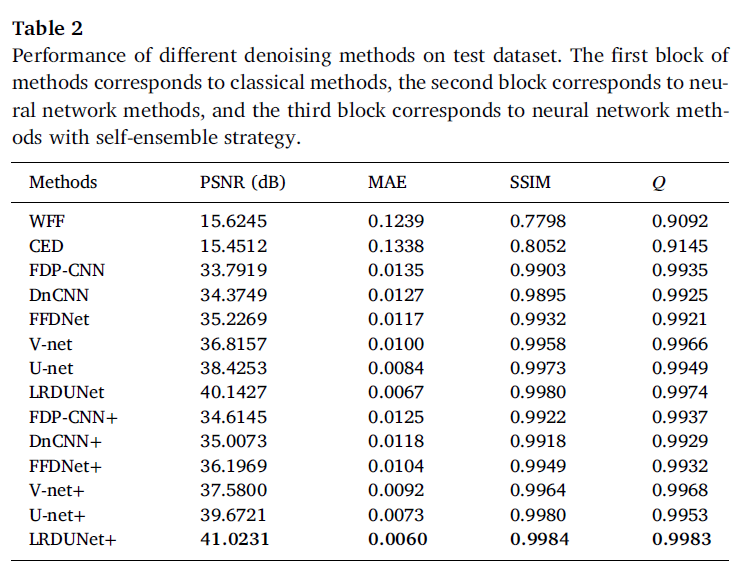 Table 2
Performance of different denoising methods on test dataset. The first block of
methods corresponds to classical methods, the second block corresponds to neu-
ral network methods, and the third block corresponds to neural network meth-
ods with self-ensemble strategy.
Methods PSNR (dB) MAE SSIM Q
WFF 15.6245 0.1239 0.7798 0.9092
CED 15.4512 0.1338 0.8052 0.9145
FDP-CNN 33.7919 0.0135 0.9903 0.9935
DnCNN 34.3749 0.0127 0.9895 0.9925
FFDNet 35.2269 0.0117 0.9932 0.9921
V-net 36.8157 0.0100 0.9958 0.9966
U-net 38.4253 0.0084 0.9973 0.9949
LRDUNet 40.1427 0.0067 0.9980 0.9974
FDP-CNN+ 34.6145 0.0125 0.9922 0.9937
DnCNN+ 35.0073 0.0118 0.9918 0.9929
FFDNet+ 36.1969 0.0104 0.9949 0.9932
V-net+ 37.5800 0.0092 0.9964 0.9968
U-net+ 39.6721 0.0073 0.9980 0.9953
LRDUNet+ 41.0231 0.0060 0.9984 0.9983